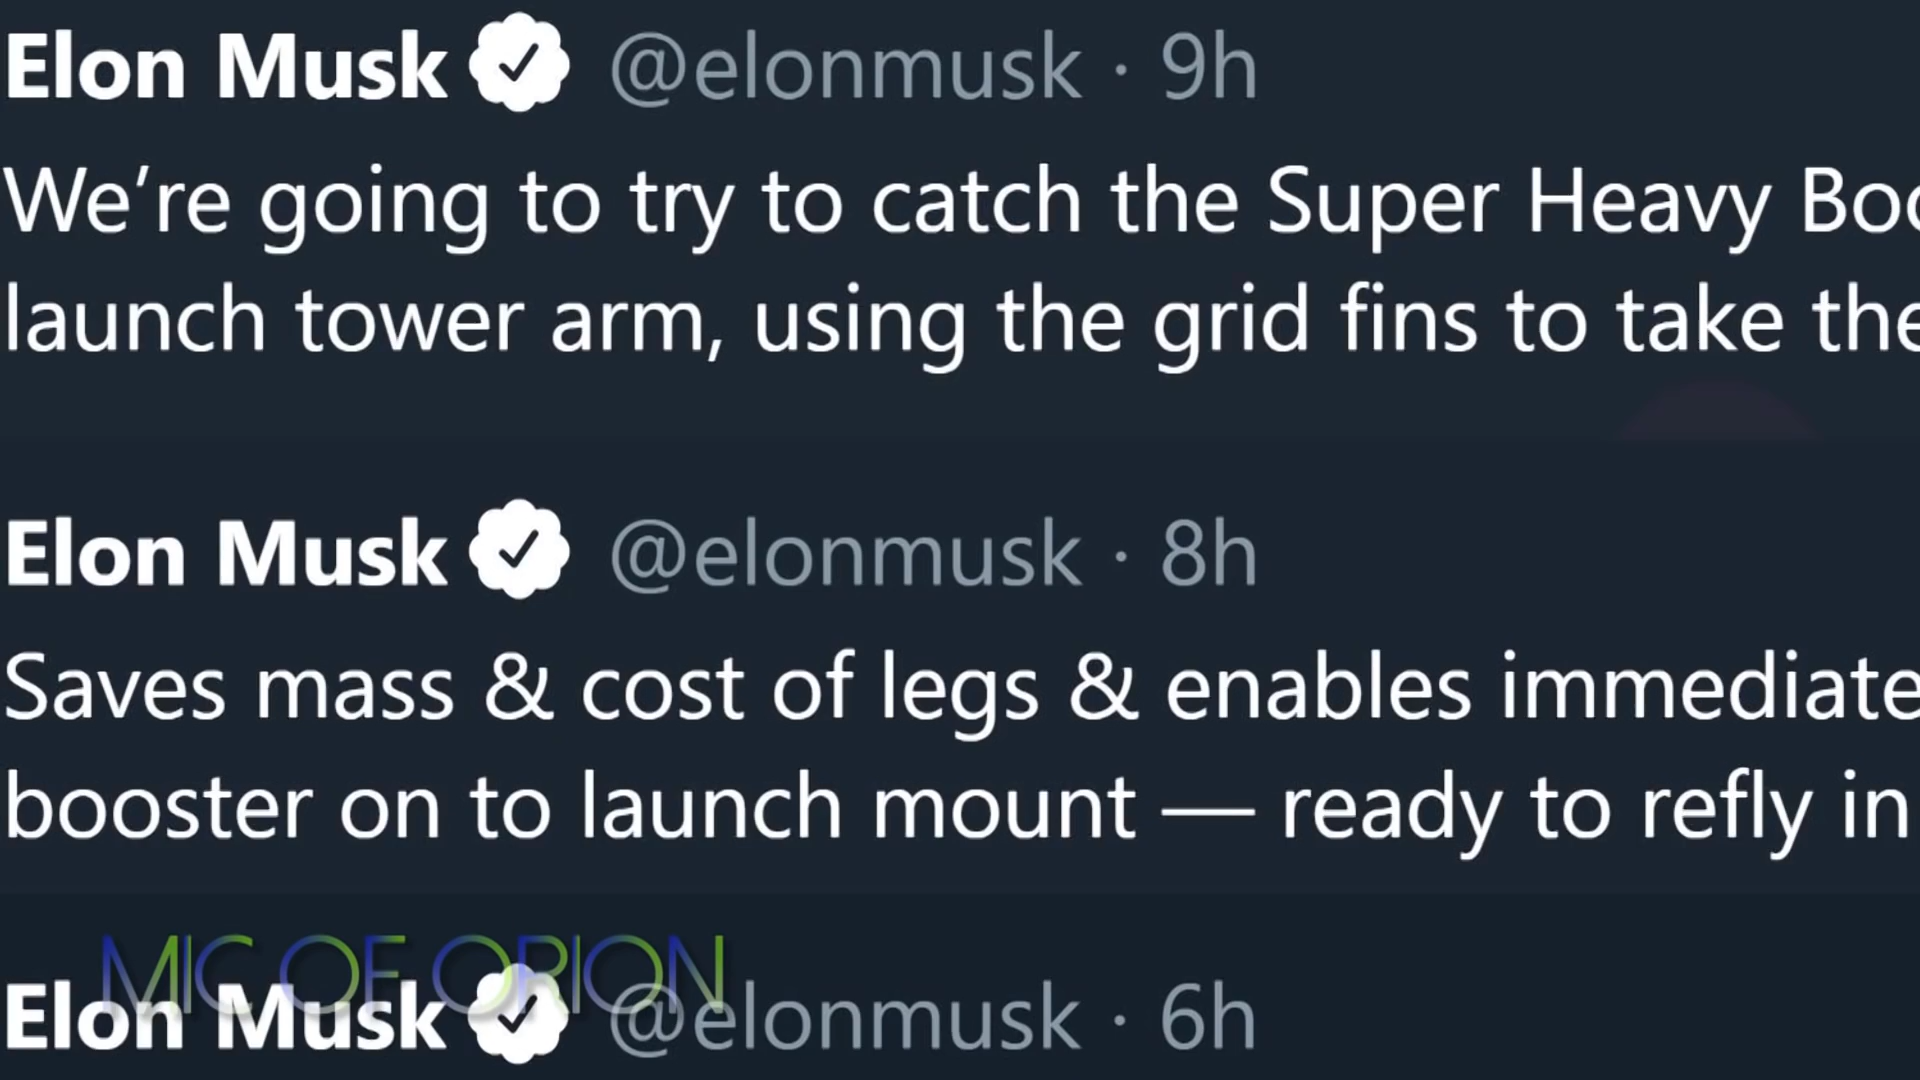 Elon Musk @elonmusk · 9h
We’re going to try to catch the Super Heavy
launch tower arm, using the grid fins to take the
Elon Musk @elonmusk · 8h
Saves mass & cost of legs & enables immediate
booster on to launch mount — ready to refly in
MIC OF ORION
Elon Musk @elonmusk · 6h